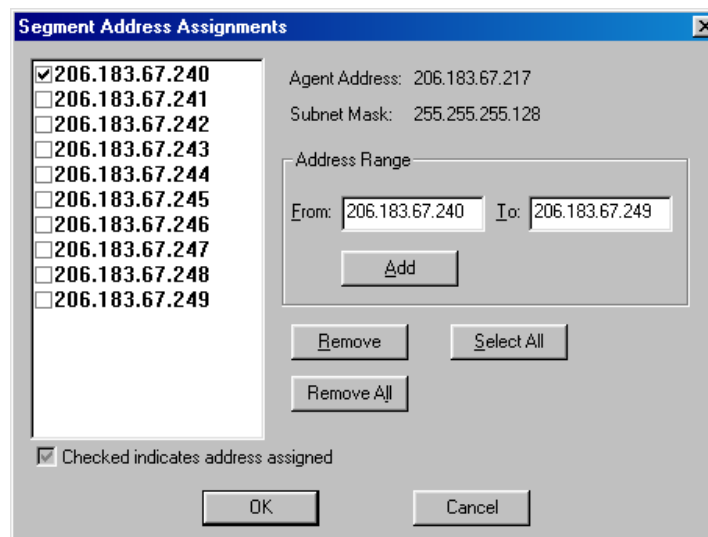 Segment Address Assignments
206.183.67.240
206.183.67.241
206.183.67.242
206.183.67.243
206.183.67.244
206.183.67.245
206.183.67.246
206.183.67.247
206.183.67.248
206.183.67.249
Agent Address: 206.183.67.217
Subnet Mask: 255.255.255.128
Address Range
From: 206.183.67.240 To: 206.183.67.249
Add
Remove Select All
Remove All
Checked indicates address assigned
OK Cancel